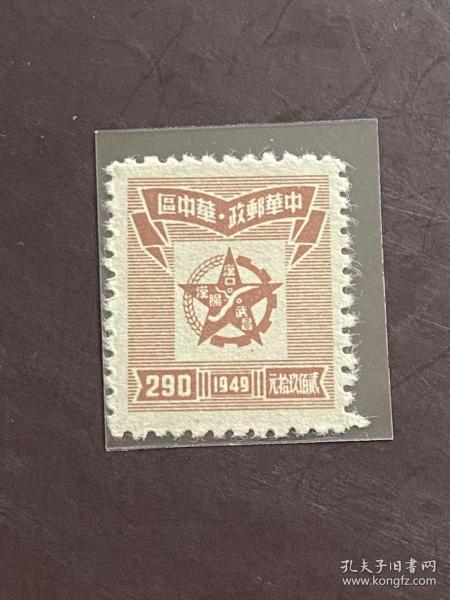 區中華·政郵華中
漢口
漢陽
武昌
290 1949 元拾玖佰貳
孔夫子旧书网
www.kongfz.com